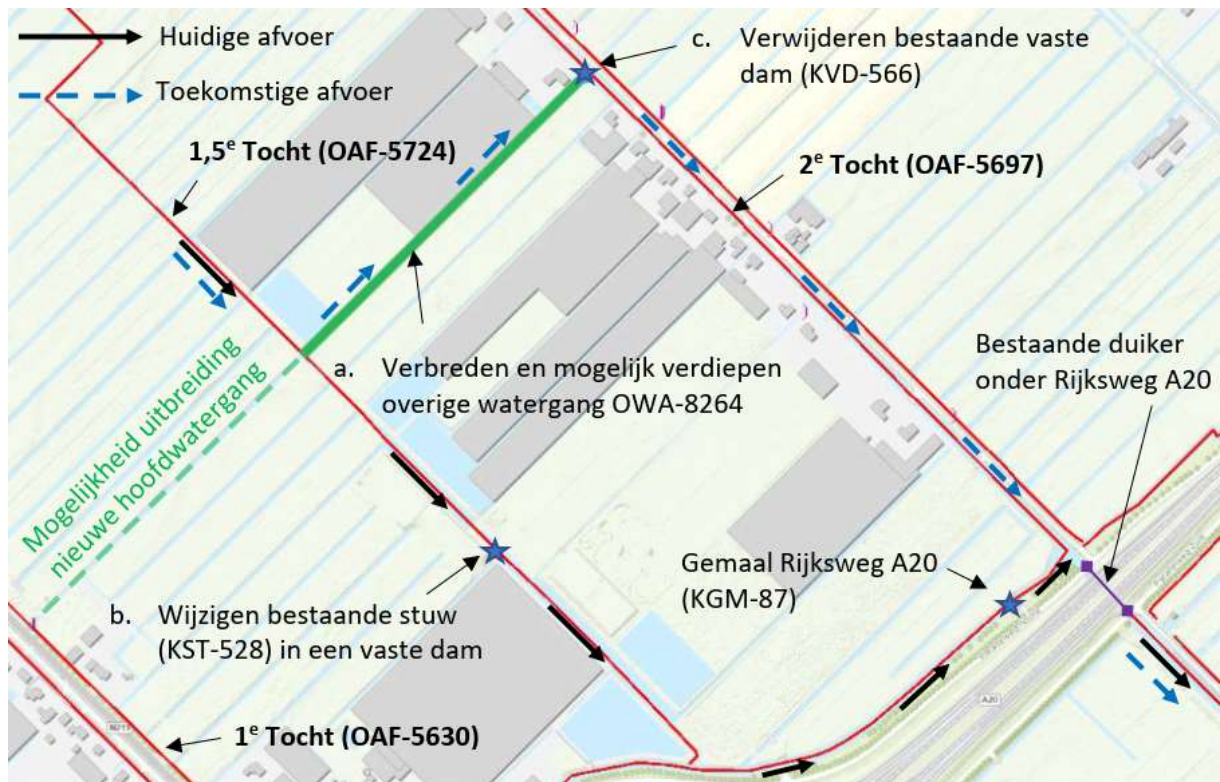 Huidige afvoer
Toekomstige afvoer
c. Verwijderen bestaande vaste
dam (KVD-566)
1,5e Tocht (OAF-5724)
2e Tocht (OAF-5697)
Bestaande duiker
onder Rijksweg A20
a. Verbreden en mogelijk verdiepen
overige watergang OWA-8264
Mogelijkheid uitbreiding
nieuwe hoofdwatergang
Gemaal Rijksweg A20
(KGM-87)
b. Wijzigen bestaande stuw
(KST-528) in een vaste dam
A20
1e Tocht (OAF-5630)